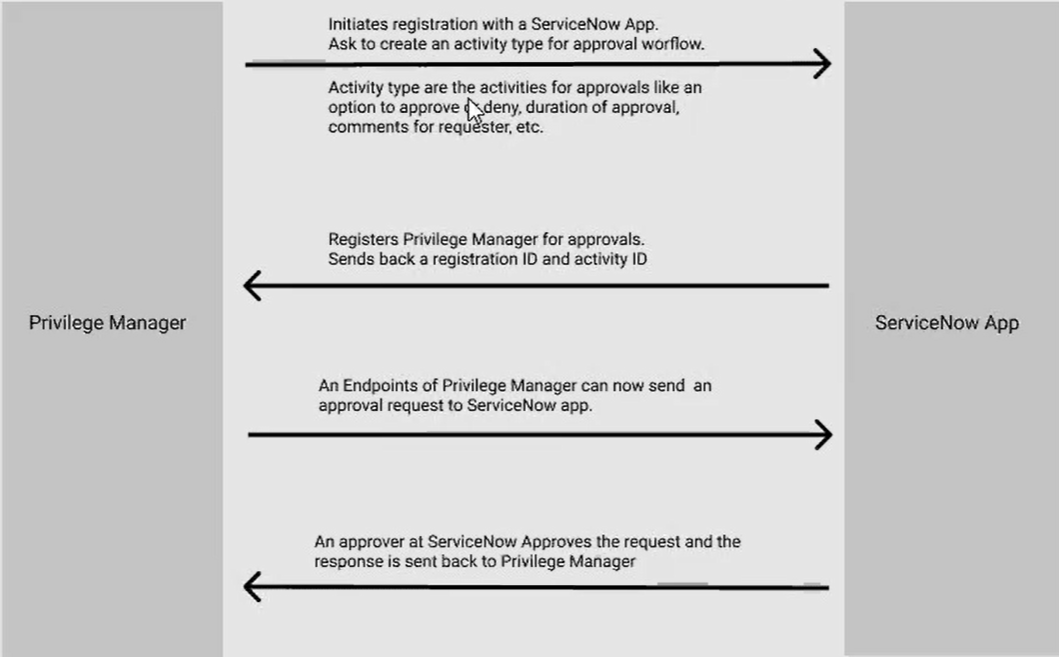 Initiates registration with a ServiceNow App.
Ask to create an activity type for approval worflow.
Activity type are the activities for approvals like an
option to approve deny, duration of approval,
comments for requester, etc.
Registers Privilege Manager for approvals.
Sends back a registration ID and activity ID
Privilege Manager
ServiceNow App
An Endpoints of Privilege Manager can now send an
approval request to ServiceNow app.
An approver at ServiceNow Approves the request and the
response is sent back to Privilege Manager